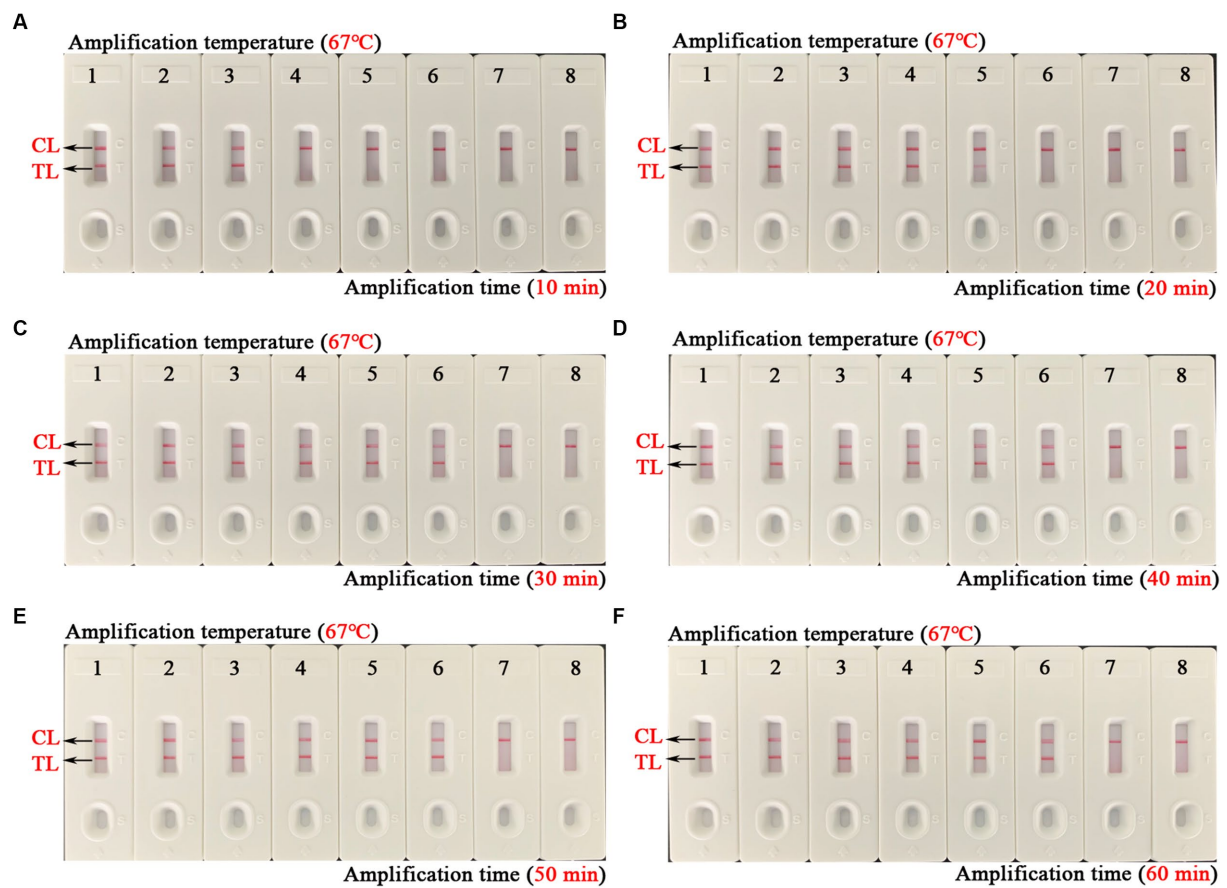 A
Amplification temperature (67℃)
1 2 3 4 5 6 7 8
CL C C C C C C C C
TL T T T T T T T T
S S S S S S S S
Amplification time (10 min)
B
Amplification temperature (67℃)
1 2 3 4 5 6 7 8
CL C C C C C C C C
TL T T T T T T T T
S S S S S S S S
Amplification time (20 min)
C
Amplification temperature (67℃)
1 2 3 4 5 6 7 8
CL C C C C C C C C
TL T T T T T T T T
S S S S S S S S
Amplification time (30 min)
D
Amplification temperature (67℃)
1 2 3 4 5 6 7 8
CL C C C C C C C C
TL T T T T T T T T
S S S S S S S S
Amplification time (40 min)
E
Amplification temperature (67℃)
1 2 3 4 5 6 7 8
CL C C C C C C C C
TL T T T T T T T T
S S S S S S S S
Amplification time (50 min)
F
Amplification temperature (67℃)
1 2 3 4 5 6 7 8
CL C C C C C C C C
TL T T T T T T T T
S S S S S S S S
Amplification time (60 min)